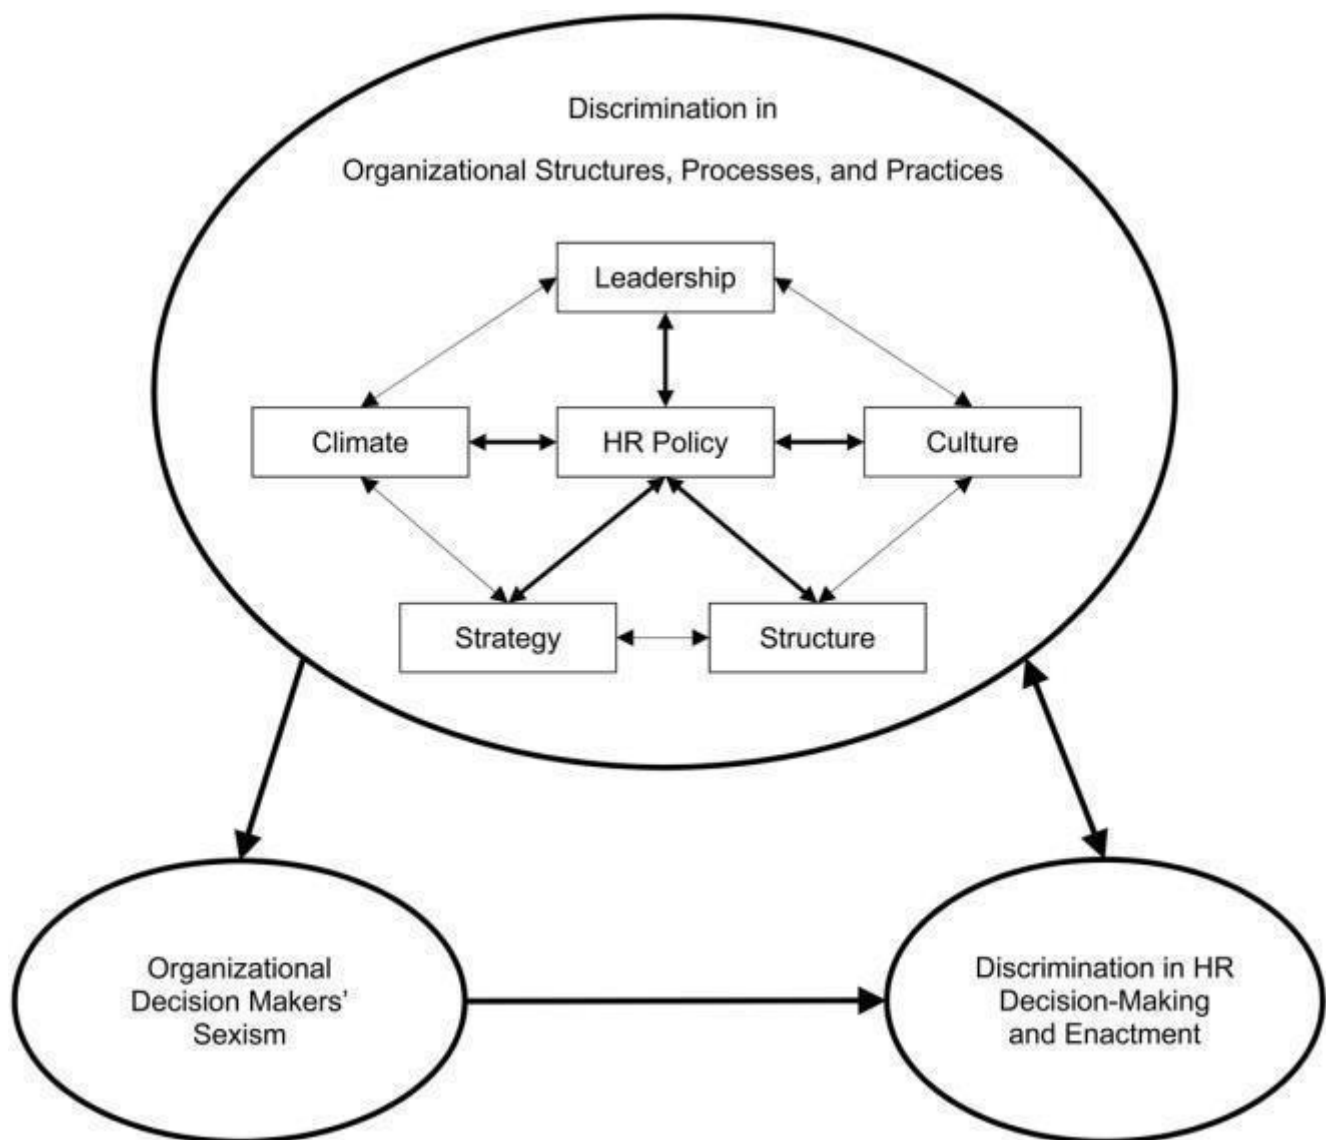 Discrimination in
Organizational Structures, Processes, and Practices
Leadership
Climate
HR Policy
Culture
Strategy
Structure
Organizational
Decision Makers’
Sexism
Discrimination in HR
Decision-Making
and Enactment